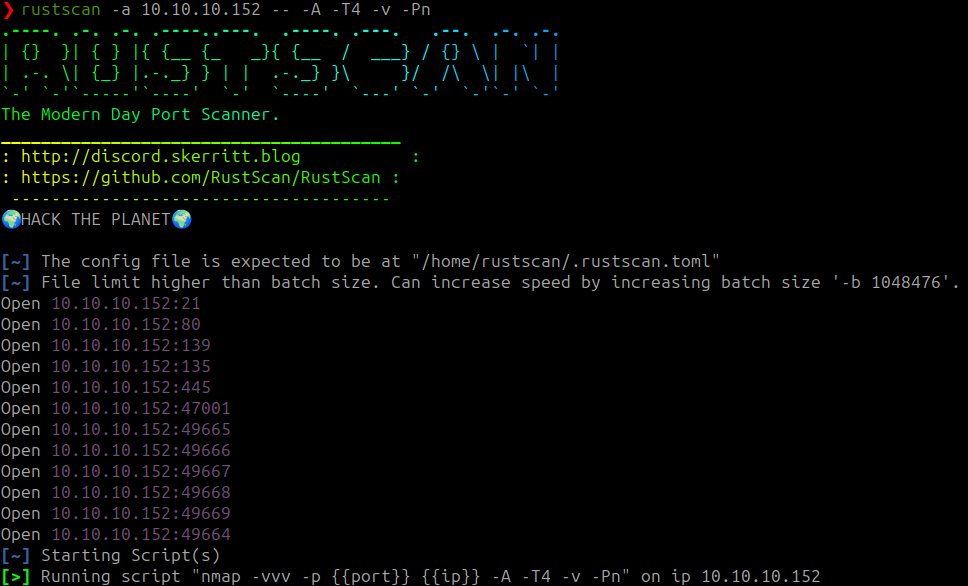 ❯ rustscan -a 10.10.10.152 -- -A -T4 -v -Pn
.----. .-. .-. .----..---.  .----. .---.   .--.  .-. .-.
| {}  }| { } |{ {__ {_   _}{ {__  /  ___} / {} \ |  `| |
| .-. \| {_} |.-._} } | |  .-._} }\     }/  /\  \| |\  |
`-' `-'`-----'`----'  `-'  `----'  `---' `-'  `-'`-' `-'
The Modern Day Port Scanner.
________________________________________
: http://discord.skerritt.blog           :
: https://github.com/RustScan/RustScan :
 --------------------------------------
🌍HACK THE PLANET🌍
[~] The config file is expected to be at "/home/rustscan/.rustscan.toml"
[~] File limit higher than batch size. Can increase speed by increasing batch size '-b 1048476'.
Open 10.10.10.152:21
Open 10.10.10.152:80
Open 10.10.10.152:139
Open 10.10.10.152:135
Open 10.10.10.152:445
Open 10.10.10.152:47001
Open 10.10.10.152:49665
Open 10.10.10.152:49666
Open 10.10.10.152:49667
Open 10.10.10.152:49668
Open 10.10.10.152:49669
Open 10.10.10.152:49664
[~] Starting Script(s)
[>] Running script "nmap -vvv -p {{port}} {{ip}} -A -T4 -v -Pn" on ip 10.10.10.152